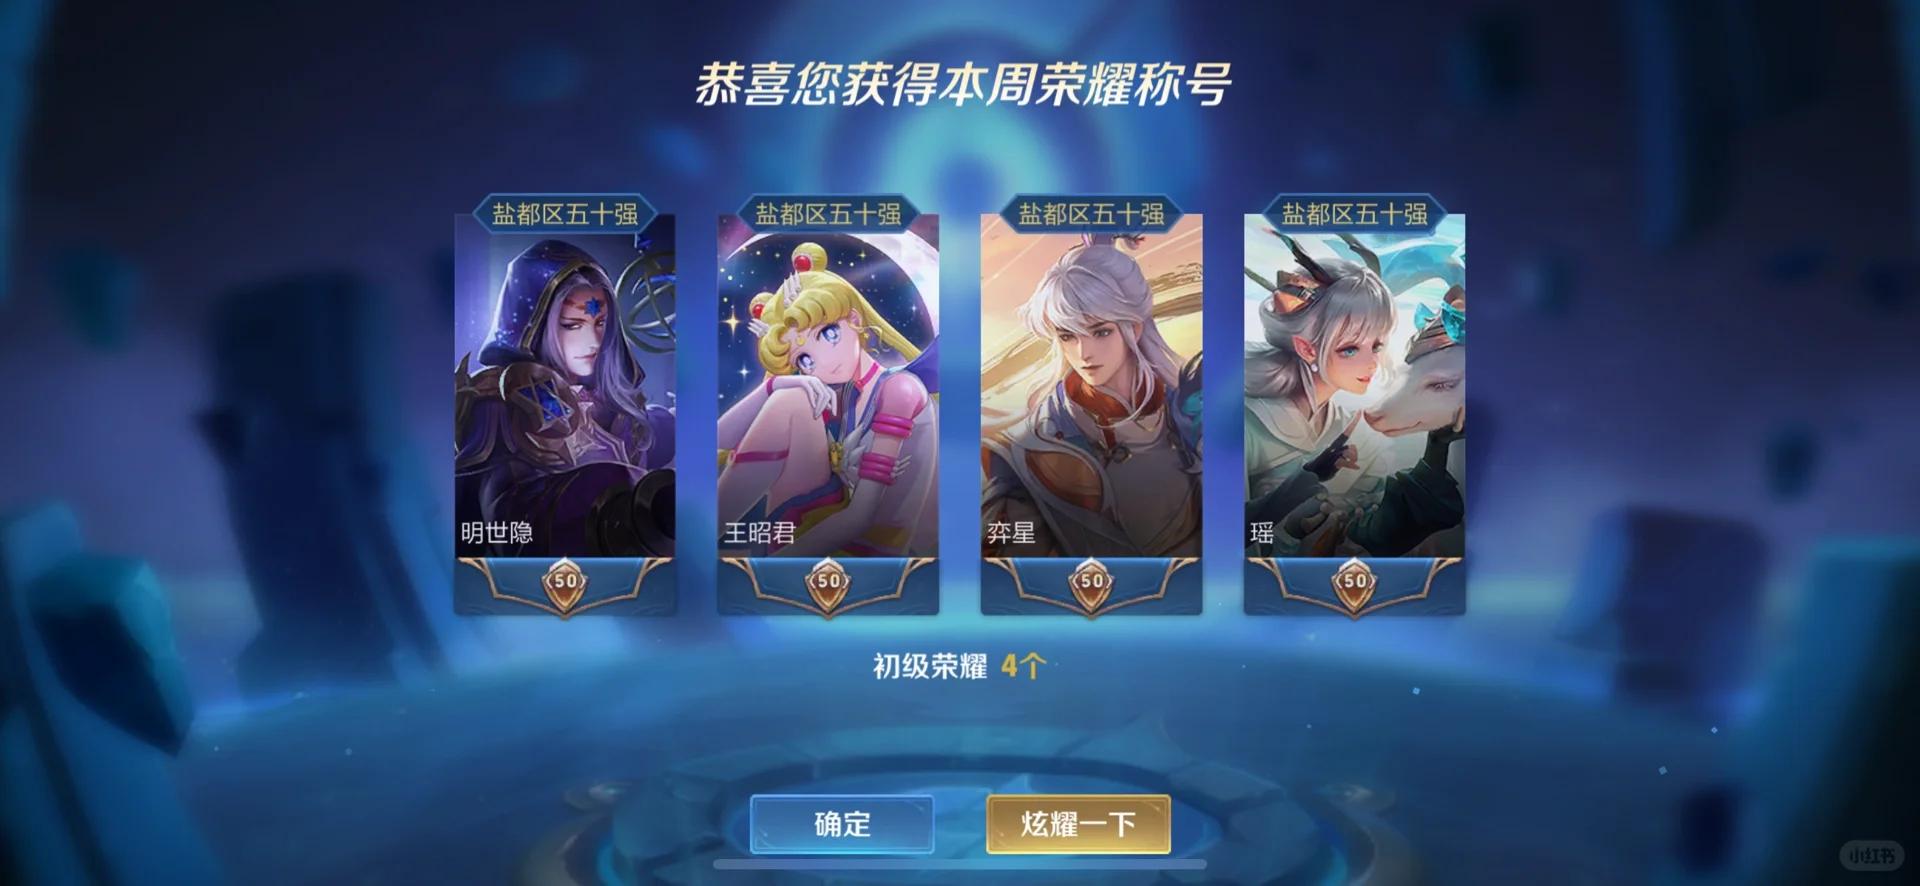 恭喜您获得本周荣耀称号
盐都区五十强
盐都区五十强
盐都区五十强
盐都区五十强
明世隐
王昭君
弈星
瑶
50
50
50
50
初级荣耀 4个
确定
炫耀一下
小红书